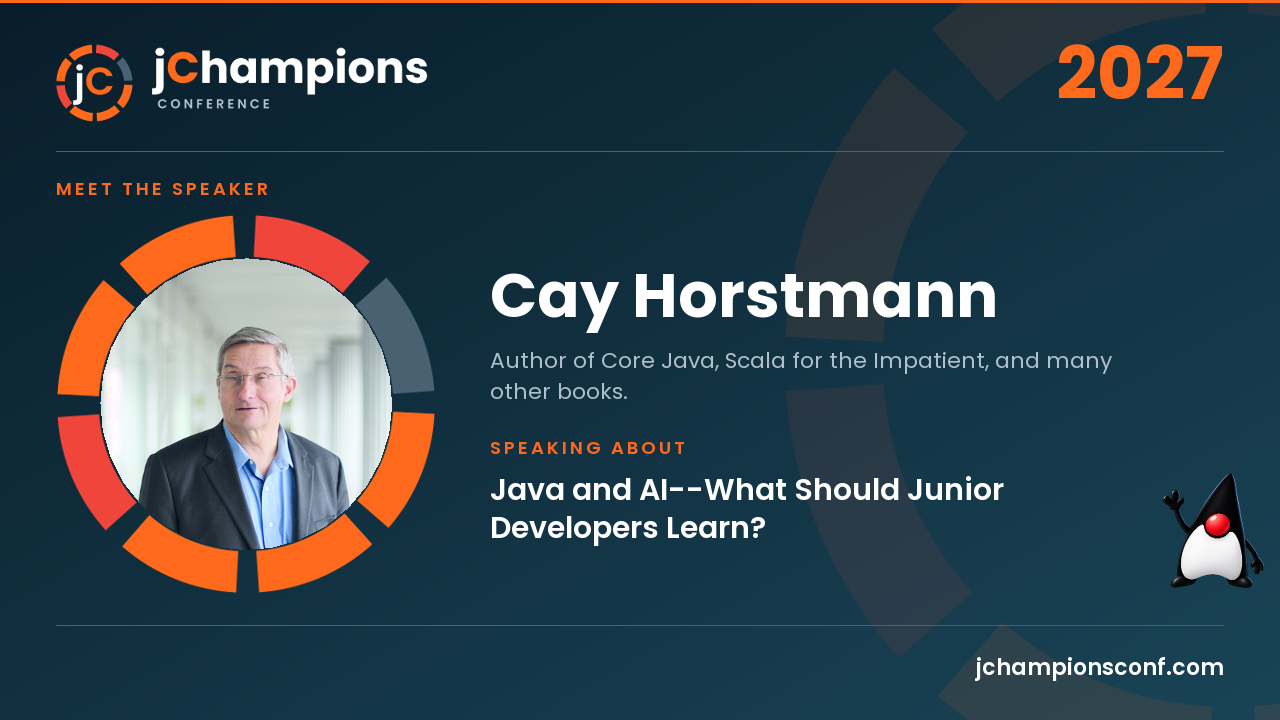 jC
jChampions
CONFERENCE
2027
MEET THE SPEAKER
Cay Horstmann
Author of Core Java, Scala for the Impatient, and many
other books.
SPEAKING ABOUT
Java and AI--What Should Junior
Developers Learn?
jchampionsconf.com